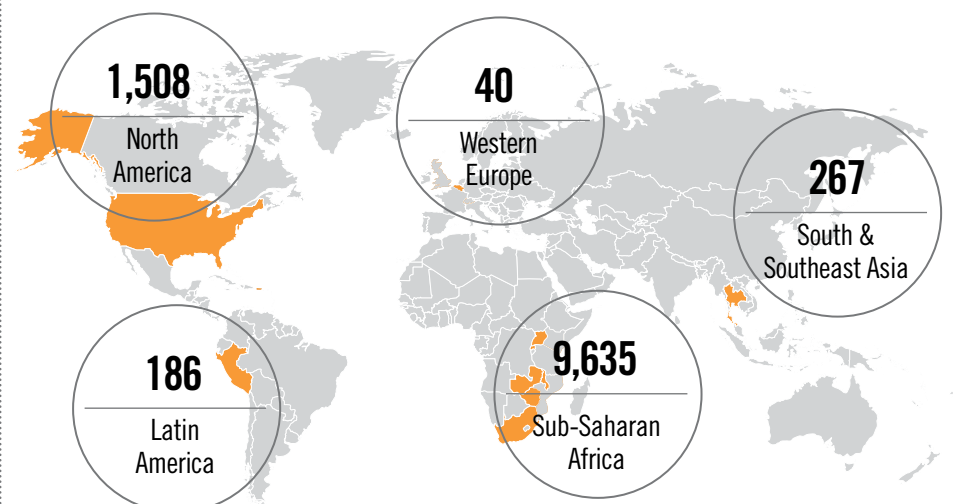 1,508
North
America
40
Western
Europe
267
South &
Southeast Asia
186
Latin
America
9,635
Sub-Saharan
Africa